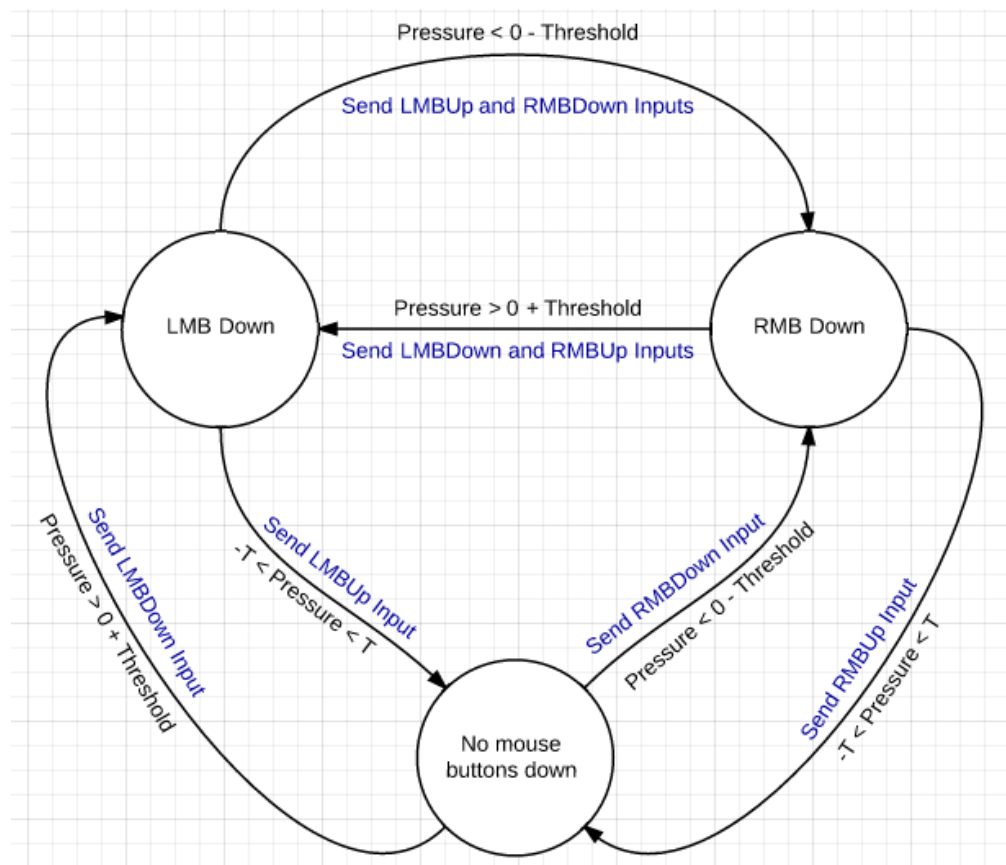 Pressure < 0 - Threshold
Send LMBUp and RMBDown Inputs
LMB Down
Pressure > 0 + Threshold
Send LMBDown and RMBUp Inputs
RMB Down
Send LMBDown Input
Pressure > 0 + Threshold
Send LMBUp Input
-T < Pressure < T
Send RMBDown Input
Pressure < 0 - Threshold
Send RMBUp Input
-T < Pressure < T
No mouse
buttons down